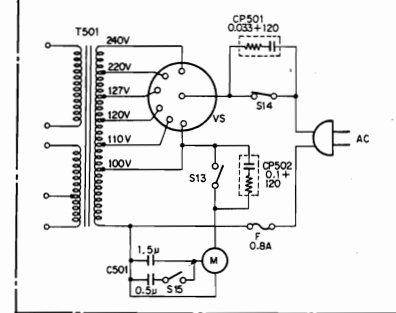 T501
240V
220V
127V
120V
110V
100V
VS
CP501
0.033+120
S14
AC
S13
CP502
0.1+
120
F
0.8A
M
1.5μ
C501
0.5μ
S15